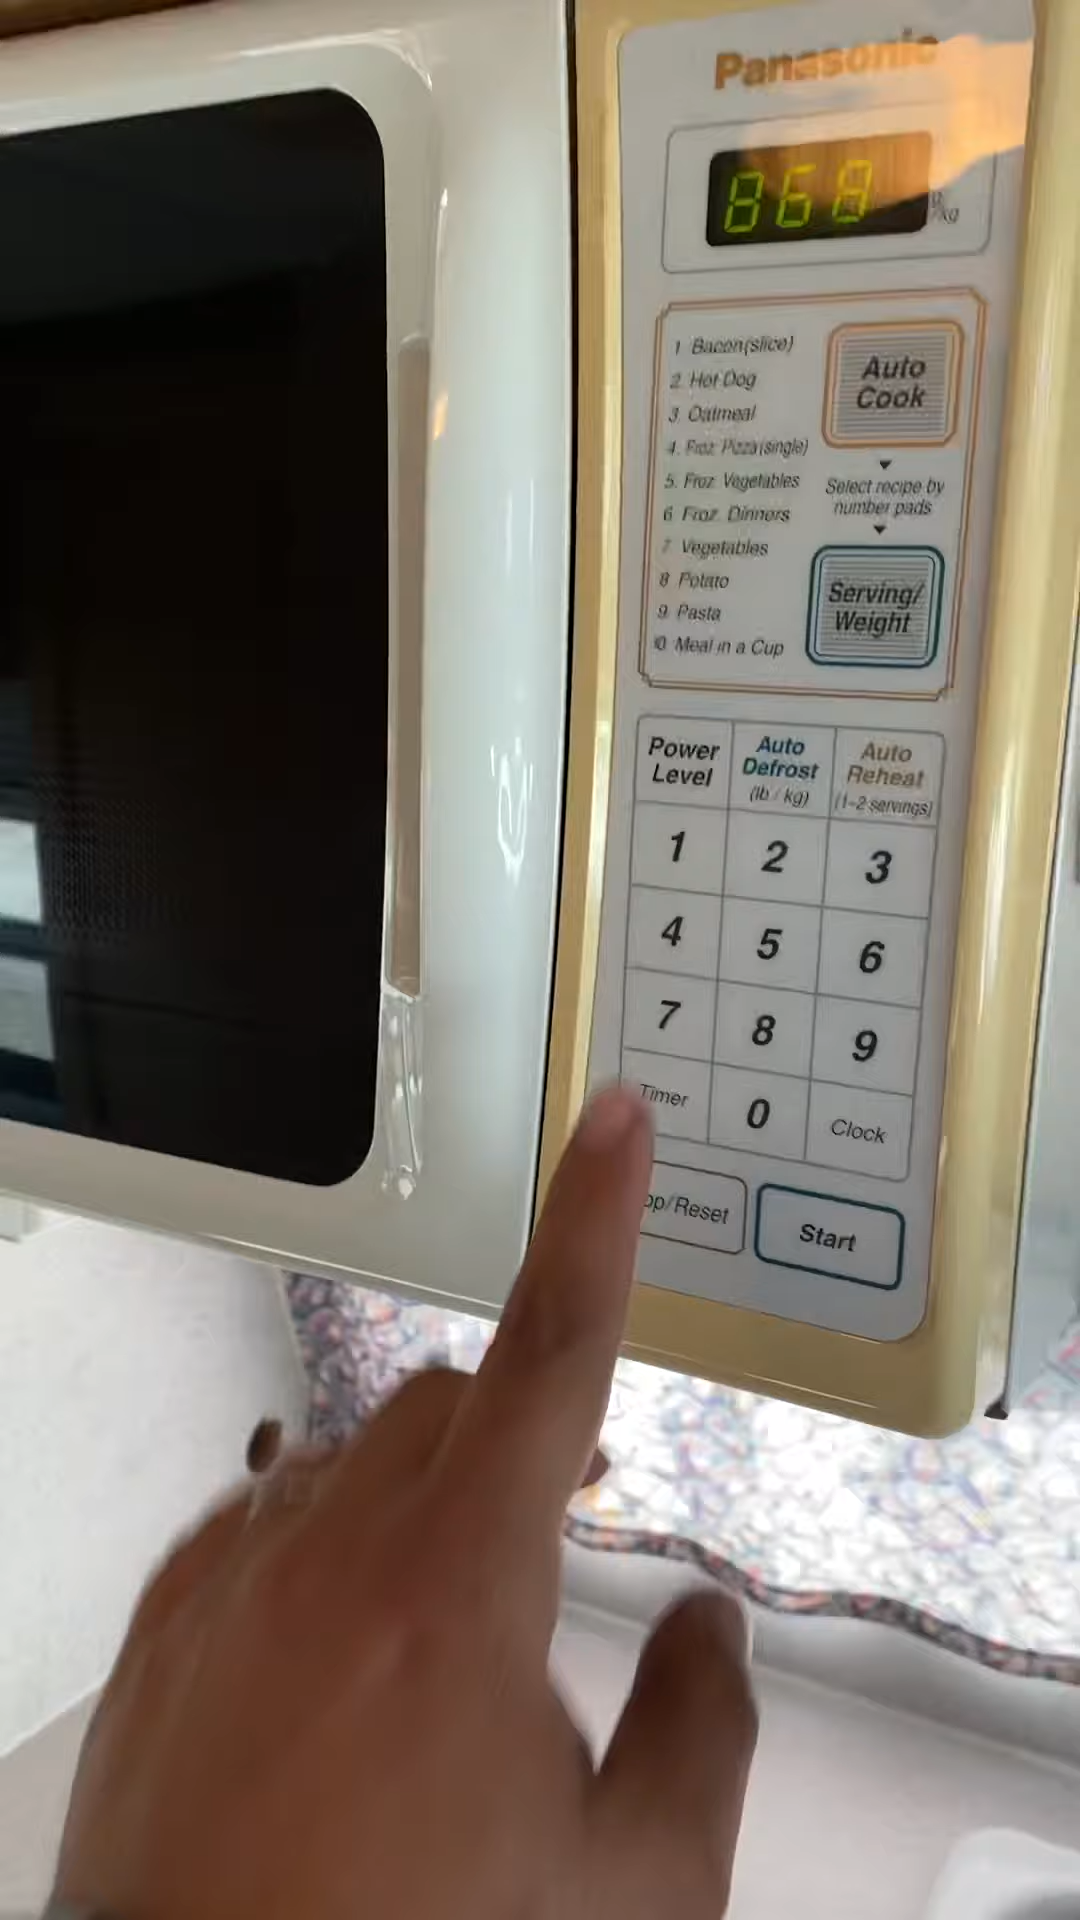 Panasonic
868
g
/kg
1 Bacon(slice)
2. Hot Dog
3. Oatmeal
4. Froz. Pizza(single)
5. Froz. Vegetables
6 Froz. Dinners
7 Vegetables
8 Potato
9. Pasta
10. Meal in a Cup
Auto
Cook
Select recipe by
number pads
Serving/
Weight
Power
Level
Auto
Defrost
(lb / kg)
Auto
Reheat
(1-2 servings)
1 2 3
4 5 6
7 8 9
Timer 0 Clock
op/Reset Start